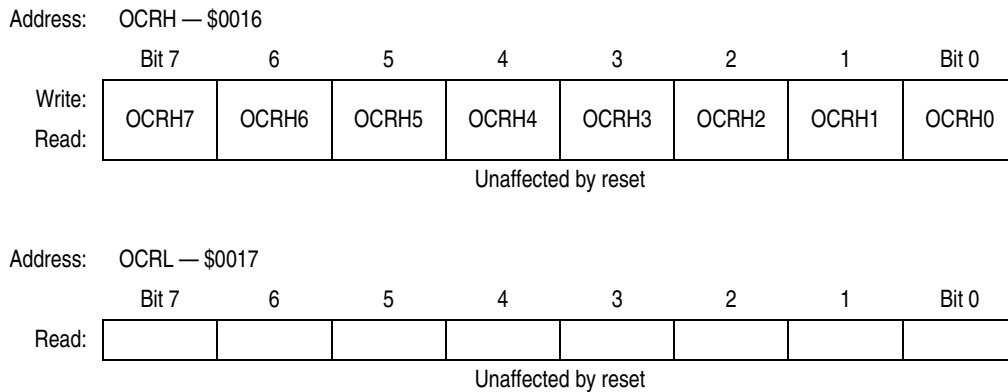 Address: OCRH — $0016
Bit 7 6 5 4 3 2 1 Bit 0
Write:
OCRH7 OCRH6 OCRH5 OCRH4 OCRH3 OCRH2 OCRH1 OCRH0
Read:
Unaffected by reset
Address: OCRL — $0017
Bit 7 6 5 4 3 2 1 Bit 0
Read:
Unaffected by reset